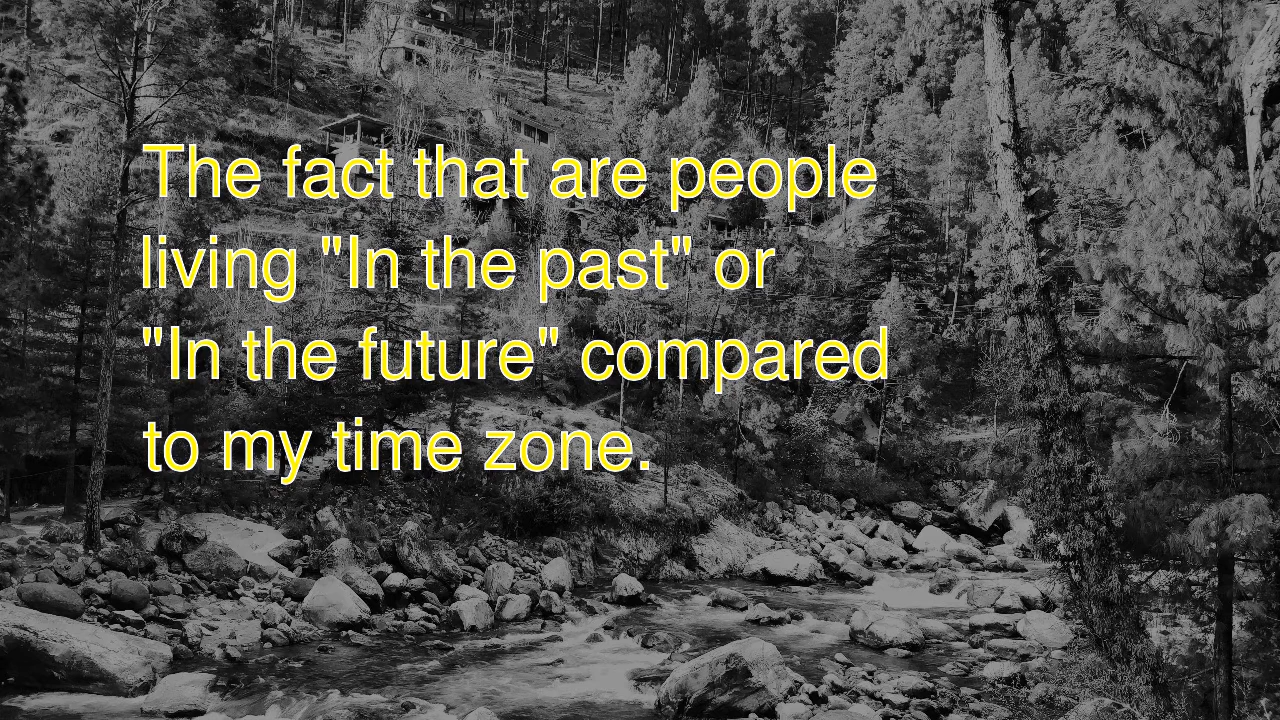 The fact that are people
living "In the past" or
"In the future" compared
to my time zone.